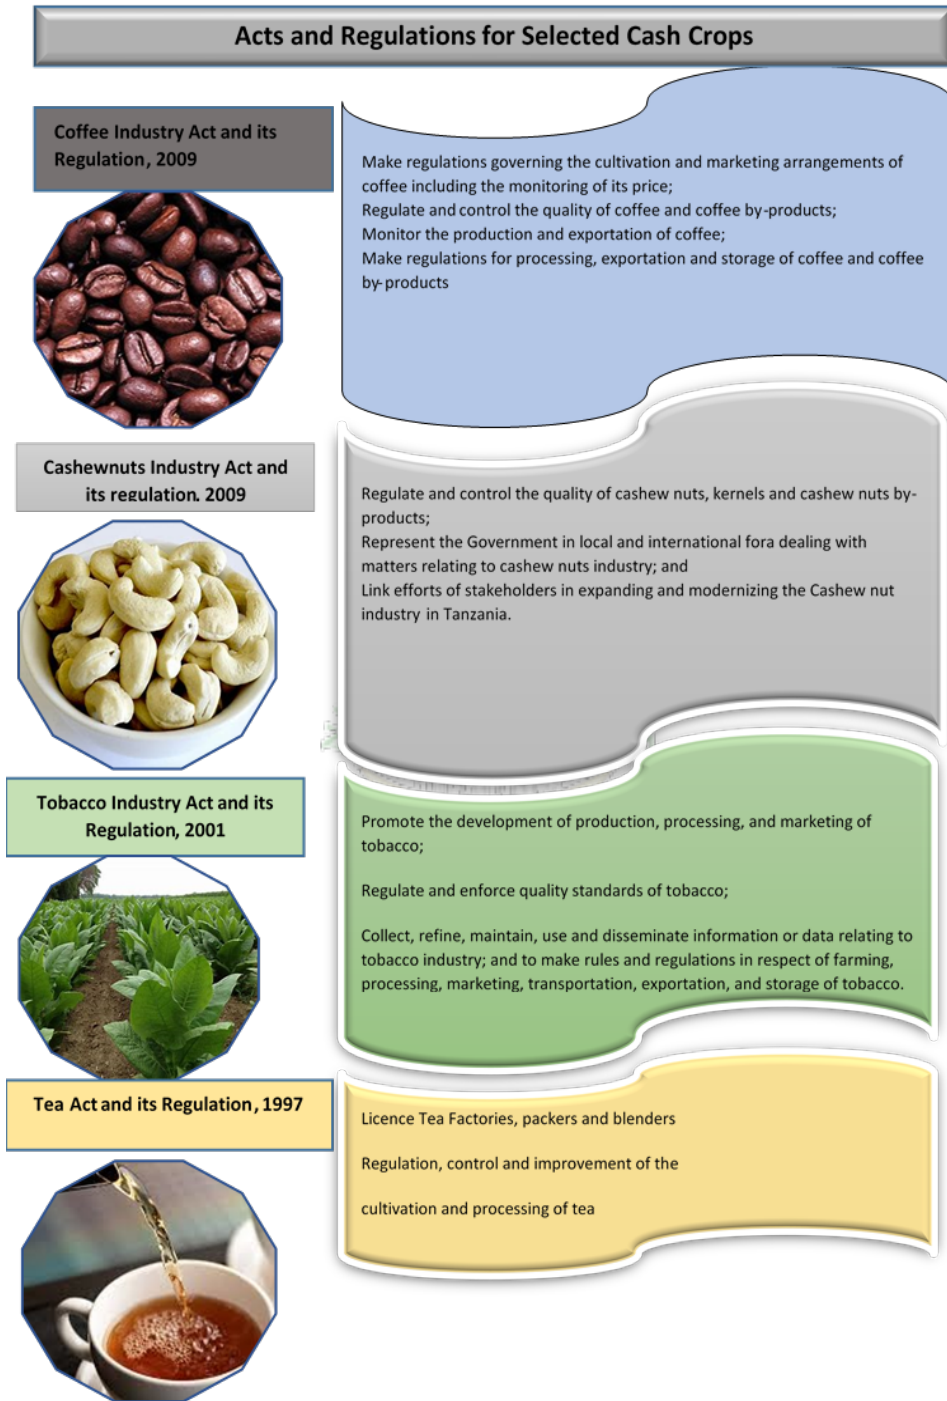 Acts and Regulations for Selected Cash Crops
Coffee Industry Act and its
Regulation, 2009
Make regulations governing the cultivation and marketing arrangements of
coffee including the monitoring of its price;
Regulate and control the quality of coffee and coffee by-products;
Monitor the production and exportation of coffee;
Make regulations for processing, exportation and storage of coffee and coffee
by-products
Cashewnuts Industry Act and
its regulation. 2009
Regulate and control the quality of cashew nuts, kernels and cashew nuts by-
products;
Represent the Government in local and international fora dealing with
matters relating to cashew nuts industry; and
Link efforts of stakeholders in expanding and modernizing the Cashew nut
industry in Tanzania.
Tobacco Industry Act and its
Regulation, 2001
Promote the development of production, processing, and marketing of
tobacco;
Regulate and enforce quality standards of tobacco;
Collect, refine, maintain, use and disseminate information or data relating to
tobacco industry; and to make rules and regulations in respect of farming,
processing, marketing, transportation, exportation, and storage of tobacco.
Tea Act and its Regulation, 1997
Licence Tea Factories, packers and blenders
Regulation, control and improvement of the
cultivation and processing of tea